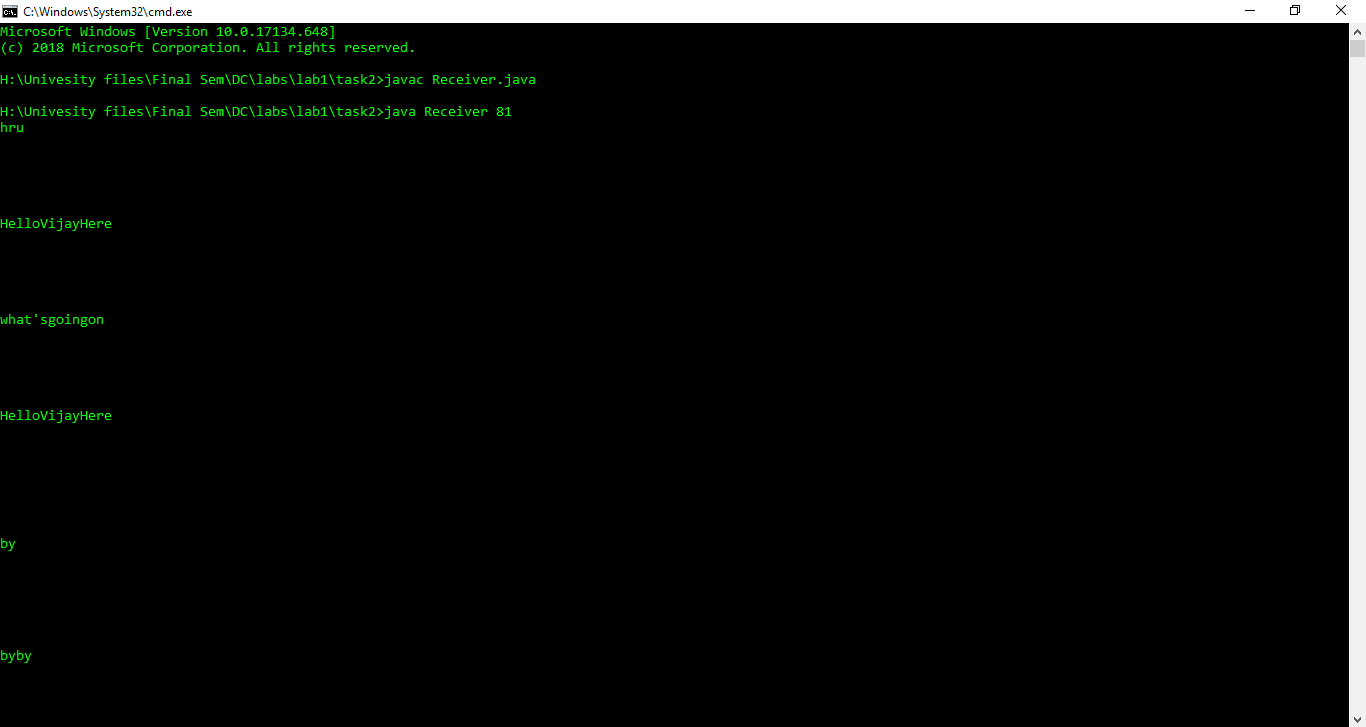 C:\Windows\System32\cmd.exe
Microsoft Windows [Version 10.0.17134.648]
(c) 2018 Microsoft Corporation. All rights reserved.
H:\Univesity files\Final Sem\DC\labs\lab1\task2>javac Receiver.java
H:\Univesity files\Final Sem\DC\labs\lab1\task2>java Receiver 81
hru
HelloVijayHere
what'sgoingon
HelloVijayHere
by
byby